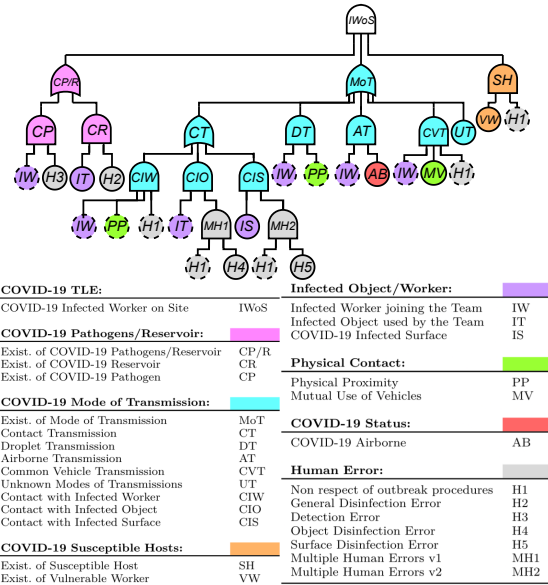 IWoS
CP/R
MoT
SH
CP
CR
CT
DT
AT
CVT
UT
VW
H1
IW
H3
IT
H2
CIW
CIO
CIS
IW
PP
IW
AB
IW
MV
H1
IW
PP
H1
IT
MH1
IS
MH2
H1
H4
H1
H5
COVID-19 TLE:
COVID-19 Infected Worker on Site IWoS
COVID-19 Pathogens/Reservoir:
Exist. of COVID-19 Pathogens/Reservoir CP/R
Exist. of COVID-19 Reservoir CR
Exist. of COVID-19 Pathogen CP
COVID-19 Mode of Transmission:
Exist. of Mode of Transmission MoT
Contact Transmission CT
Droplet Transmission DT
Airborne Transmission AT
Common Vehicle Transmission CVT
Unknown Modes of Transmissions UT
Contact with Infected Worker CIW
Contact with Infected Object CIO
Contact with Infected Surface CIS
COVID-19 Susceptible Hosts:
Exist. of Susceptible Host SH
Exist. of Vulnerable Worker VW
Infected Object/Worker:
Infected Worker joining the Team IW
Infected Object used by the Team IT
COVID-19 Infected Surface IS
Physical Contact:
Physical Proximity PP
Mutual Use of Vehicles MV
COVID-19 Status:
COVID-19 Airborne AB
Human Error:
Non respect of outbreak procedures H1
General Disinfection Error H2
Detection Error H3
Object Disinfection Error H4
Surface Disinfection Error H5
Multiple Human Errors v1 MH1
Multiple Human Errors v2 MH2